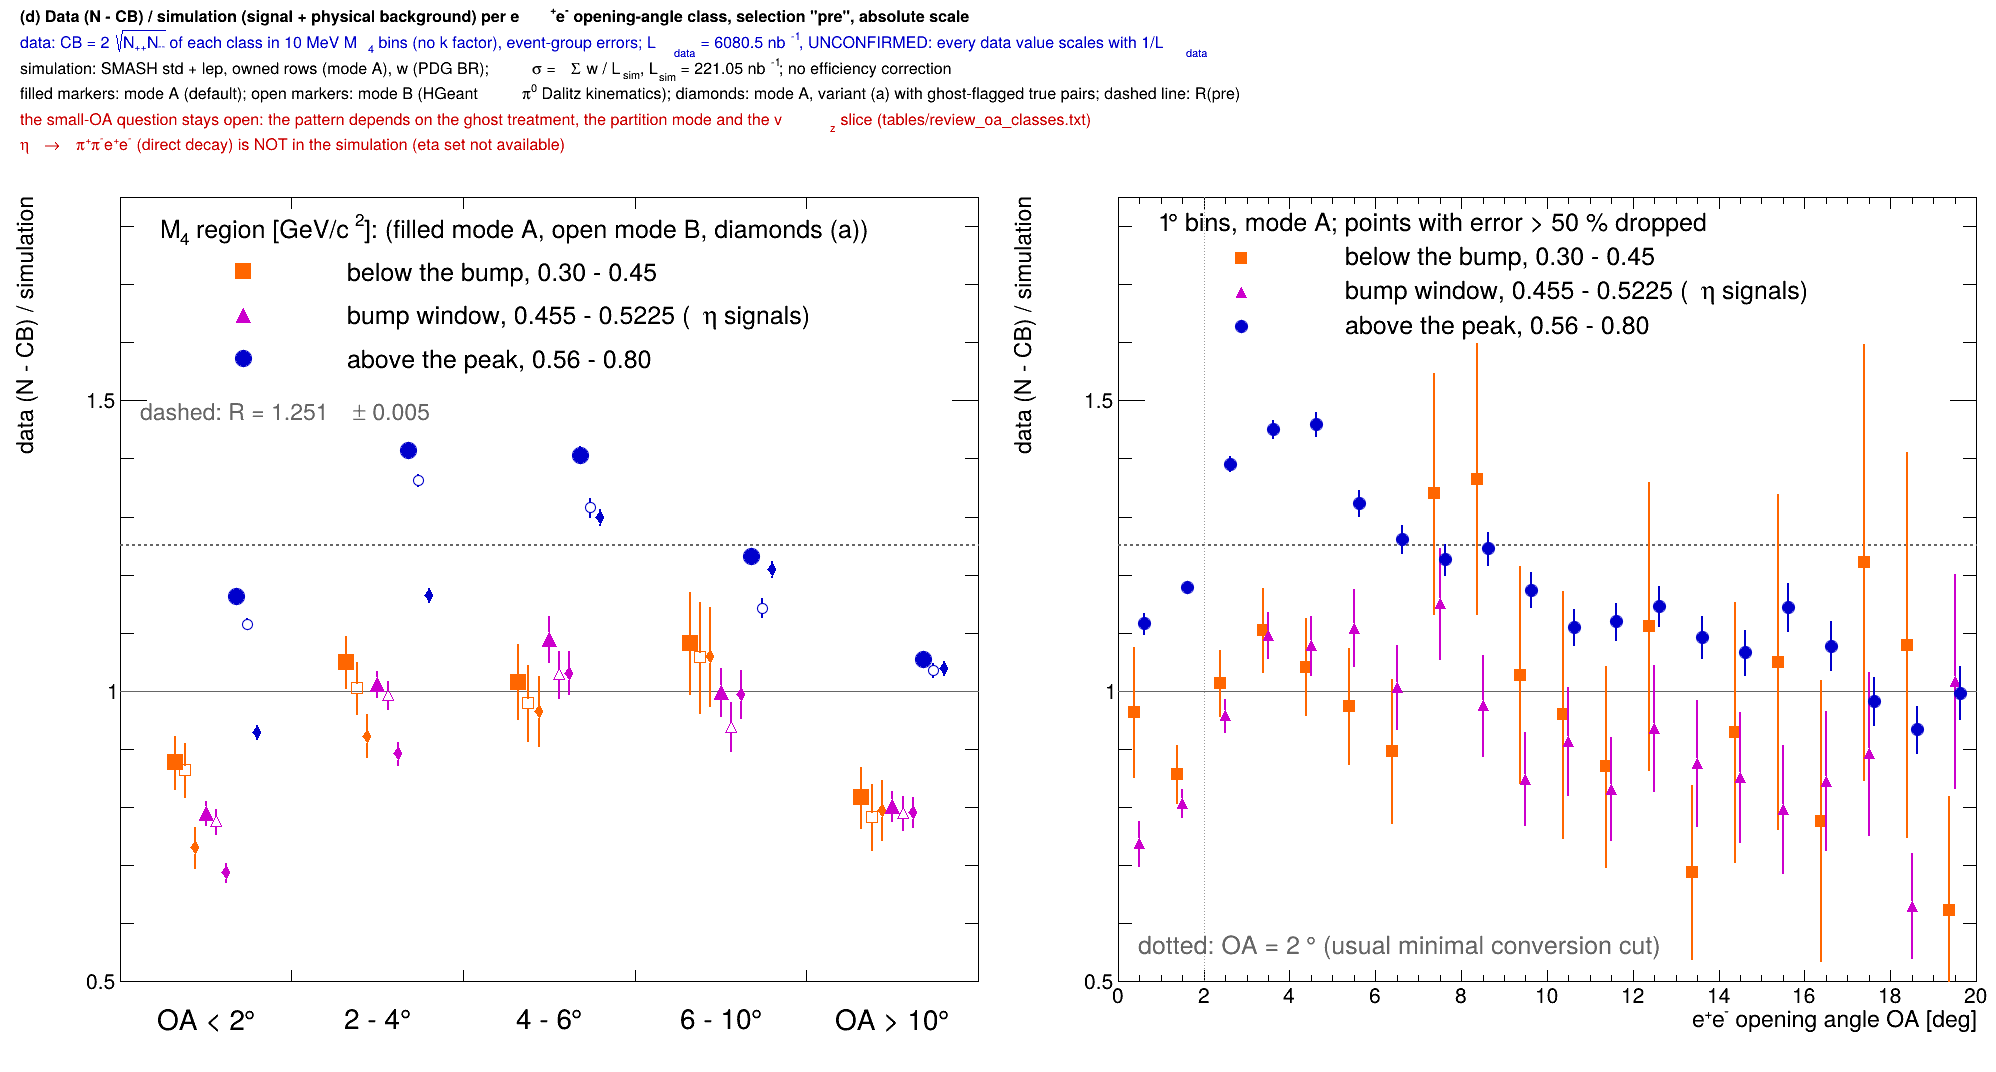 (d) Data (N - CB) / simulation (signal + physical background) per e⁺e⁻ opening-angle class, selection "pre", absolute scale
data: CB = 2 √N₊₊N₋₋ of each class in 10 MeV M₄ bins (no k factor), event-group errors; L_data = 6080.5 nb⁻¹, UNCONFIRMED: every data value scales with 1/L_data
simulation: SMASH std + lep, owned rows (mode A), w (PDG BR); σ = Σ w / L_sim, L_sim = 221.05 nb⁻¹; no efficiency correction
filled markers: mode A (default); open markers: mode B (HGeant π⁰ Dalitz kinematics); diamonds: mode A, variant (a) with ghost-flagged true pairs; dashed line: R(pre)
the small-OA question stays open: the pattern depends on the ghost treatment, the partition mode and the v_z slice (tables/review_oa_classes.txt)
η → π⁺π⁻e⁺e⁻ (direct decay) is NOT in the simulation (eta set not available)
data (N - CB) / simulation
M₄ region [GeV/c²]: (filled mode A, open mode B, diamonds (a))
below the bump, 0.30 - 0.45
bump window, 0.455 - 0.5225 ( η signals)
above the peak, 0.56 - 0.80
dashed: R = 1.251 ± 0.005
1.5
1
0.5
OA < 2° 2 - 4° 4 - 6° 6 - 10° OA > 10°
data (N - CB) / simulation
1° bins, mode A; points with error > 50 % dropped
below the bump, 0.30 - 0.45
bump window, 0.455 - 0.5225 ( η signals)
above the peak, 0.56 - 0.80
1.5
1
dotted: OA = 2° (usual minimal conversion cut)
0.5
0 2 4 6 8 10 12 14 16 18 20
e⁺e⁻ opening angle OA [deg]